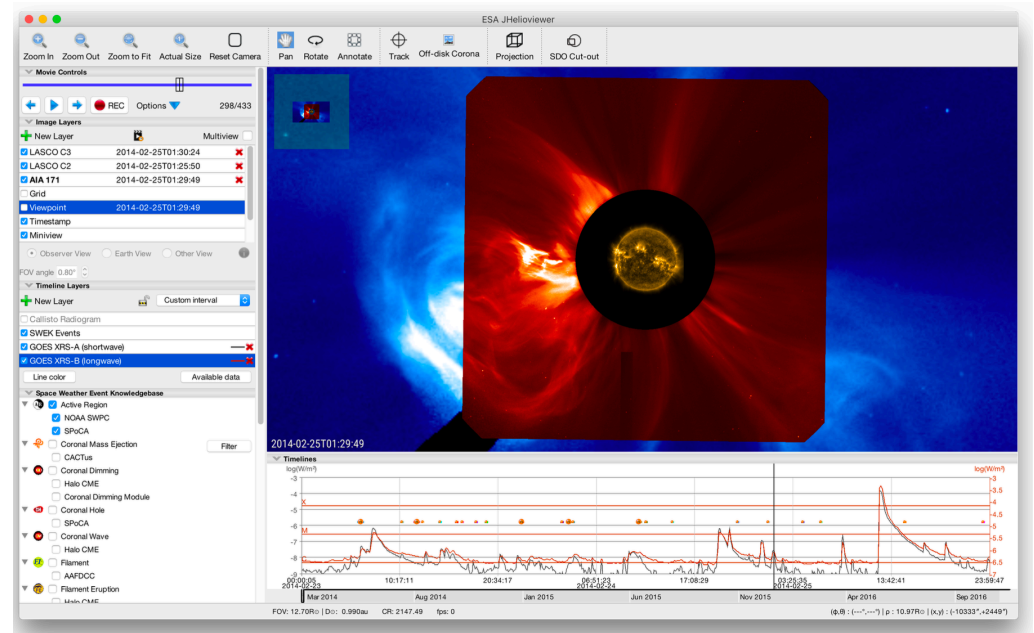 ESA JHelioviewer
Zoom In Zoom Out Zoom to Fit Actual Size Reset Camera Pan Rotate Annotate Track Off-disk Corona Projection SDO Cut-out
Movie Controls
REC Options 298/433
Image Layers
New Layer Multiview
LASCO C3 2014-02-25T01:30:24
LASCO C2 2014-02-25T01:25:50
AIA 171 2014-02-25T01:29:49
Grid
Viewpoint 2014-02-25T01:29:49
Timestamp
Miniview
Observer View Earth View Other View
FOV angle 0.80°
Timeline Layers
New Layer Custom interval
Callisto Radiogram
SWEK Events
GOES XRS-A (shortwave)
GOES XRS-B (longwave)
Line color Available data
Space Weather Event Knowledgebase
Active Region
NOAA SWPC
SPoCA
Coronal Mass Ejection Filter
CACTus
Coronal Dimming
Halo CME
Coronal Dimming Module
Coronal Hole
SPoCA
Coronal Wave
Halo CME
Filament
AAFDCC
Filament Eruption
Halo CME
2014-02-25T01:29:49
Timelines
log(W/m²) log(W/m²)
-3 -3
-3.5
-4 -4
X -4.5
-5 -5
-5.5
-6 M
-6
-7
-6.5
-8 C
-9 -7
00:00:05 10:17:11 20:34:17 06:51:23 17:08:29 03:25:35 13:42:41 23:59:47
2014-02-23 2014-02-24 2014-02-25
Mar 2014 Aug 2014 Jan 2015 Jun 2015 Nov 2015 Apr 2016 Sep 2016
FOV: 12.70R☉ | D☉: 0.990au CR: 2147.49 fps: 0 (φ,θ) : (---°,---°) | ρ : 10.97R☉ | (x,y) : (-10333″,+2449″)